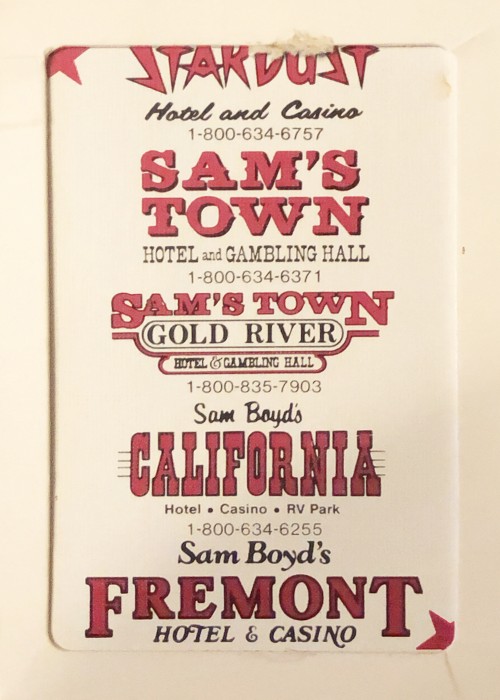 STARDUST
Hotel and Casino
1-800-634-6757
SAM'S
TOWN
HOTEL and GAMBLING HALL
1-800-634-6371
SAM'S TOWN
GOLD RIVER
HOTEL & GAMBLING HALL
1-800-835-7903
Sam Boyd's
CALIFORNIA
Hotel • Casino • RV Park
1-800-634-6255
Sam Boyd's
FREMONT
HOTEL & CASINO